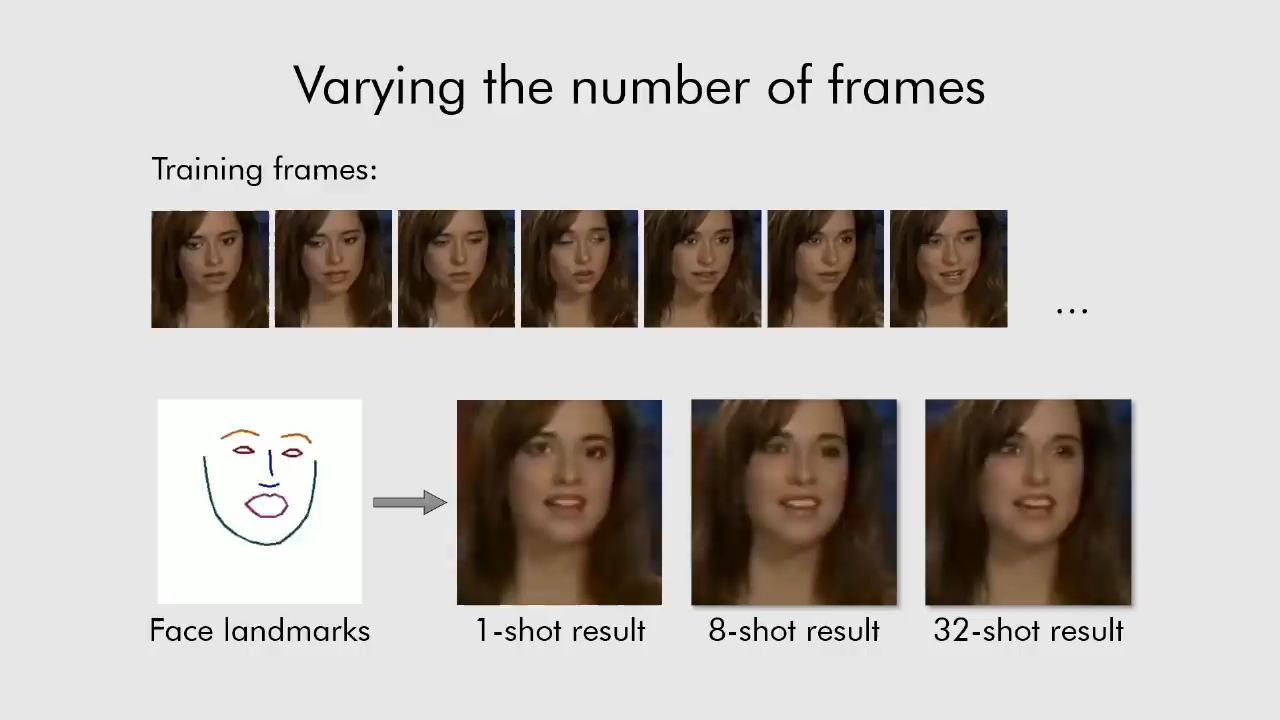 Varying the number of frames
Training frames:
...
Face landmarks
1-shot result
8-shot result
32-shot result